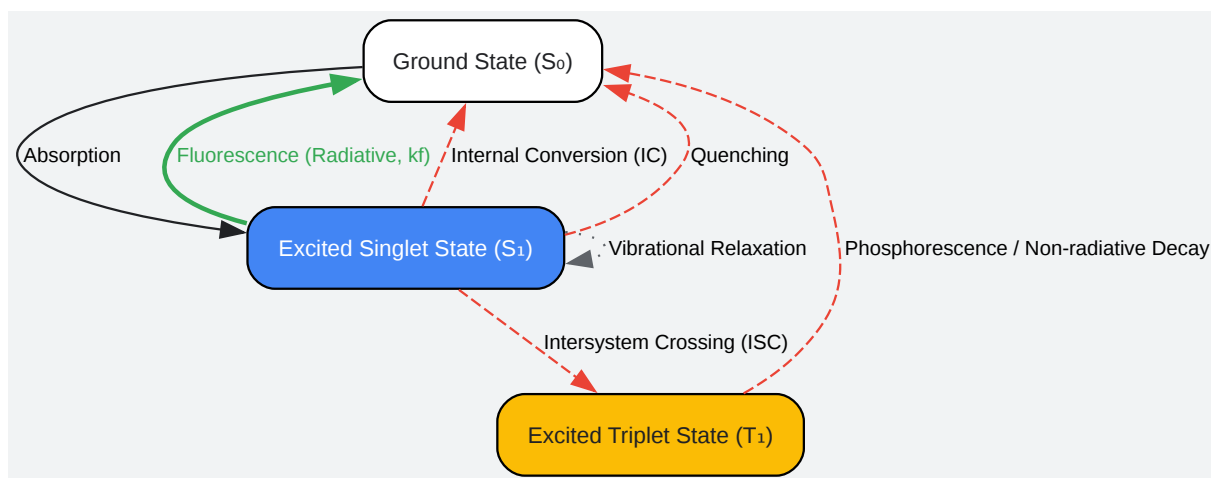 Ground State (S₀)
Absorption
Fluorescence (Radiative, kf)
Internal Conversion (IC)
Quenching
Excited Singlet State (S₁)
Vibrational Relaxation
Phosphorescence / Non-radiative Decay
Intersystem Crossing (ISC)
Excited Triplet State (T₁)